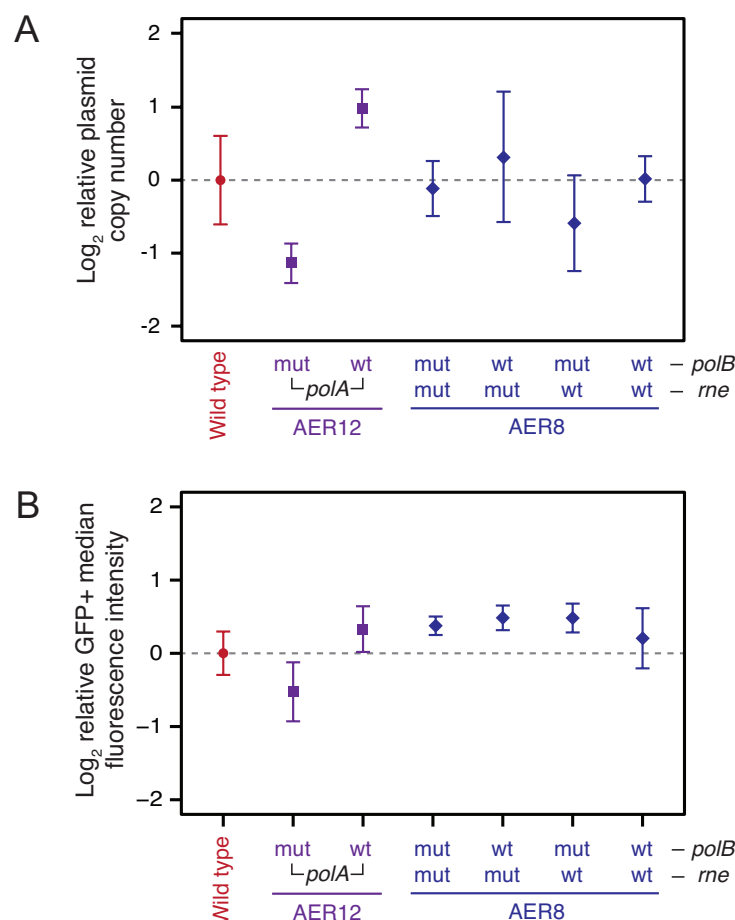 A
Log2 relative plasmid
copy number
2
1
0
-1
-2
Wild type
mut wt mut wt mut wt – polB
polA mut mut wt wt – rne
AER12 AER8
B
Log2 relative GFP+ median
fluorescence intensity
2
1
0
−1
−2
Wild type
mut wt mut wt mut wt – polB
polA mut mut wt wt – rne
AER12 AER8